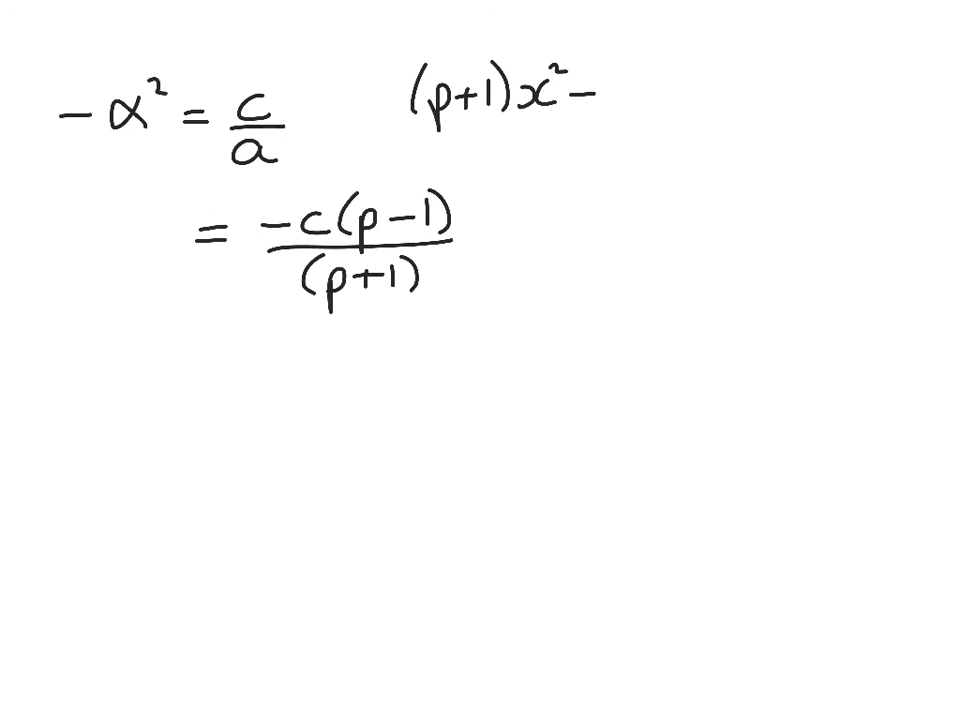 -α² = c/a    (p+1)x² -
= -c(p-1)/(p+1)